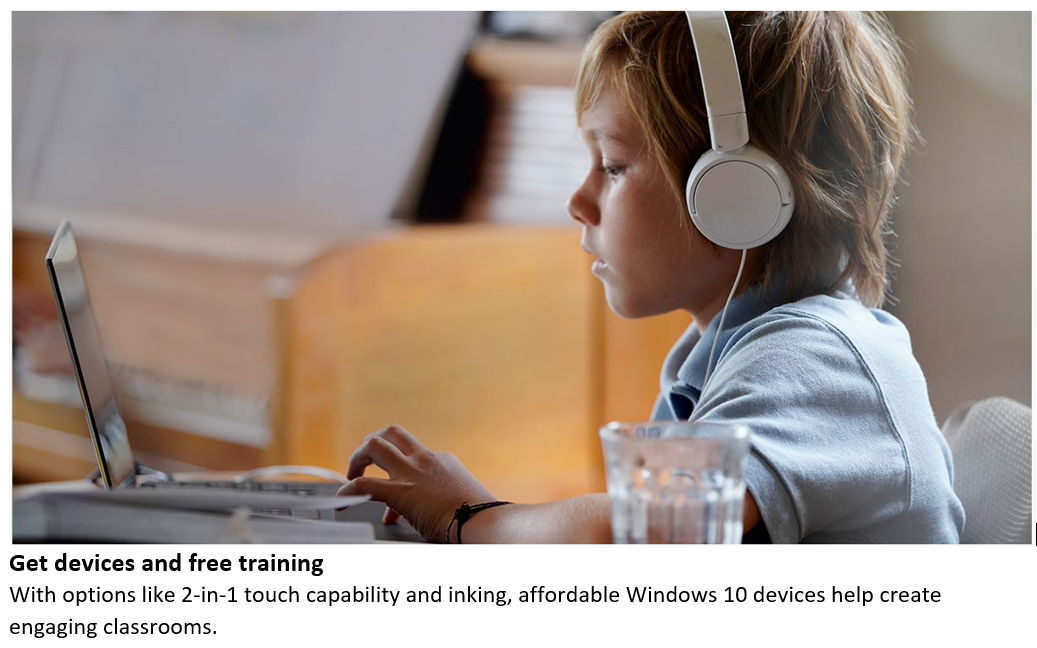 Get devices and free training
With options like 2-in-1 touch capability and inking, affordable Windows 10 devices help create
engaging classrooms.